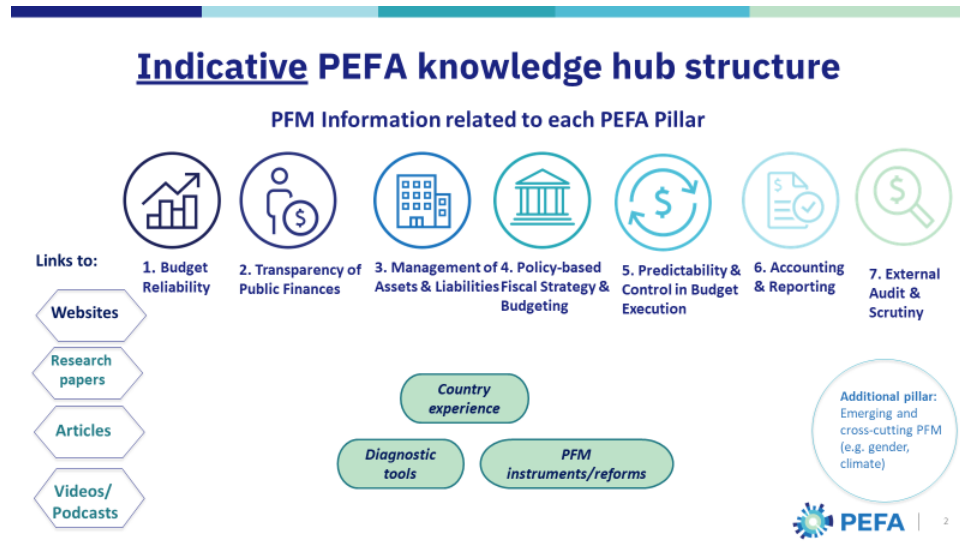 Indicative PEFA knowledge hub structure
PFM Information related to each PEFA Pillar
Links to:
1. Budget
Reliability
2. Transparency of
Public Finances
3. Management of
Assets & Liabilities
4. Policy-based
Fiscal Strategy &
Budgeting
5. Predictability &
Control in Budget
Execution
6. Accounting
& Reporting
7. External
Audit &
Scrutiny
Websites
Research
papers
Articles
Videos/
Podcasts
Country
experience
Diagnostic
tools
PFM
instruments/reforms
Additional pillar:
Emerging and
cross-cutting PFM
(e.g. gender,
climate)
PEFA
2